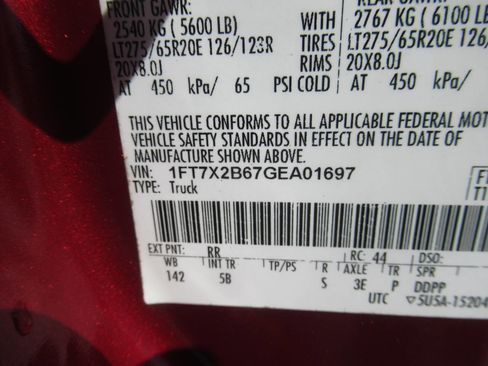 FRONT GAWR:
2540 KG ( 5600 LB) WITH 2767 KG ( 6100 LB
LT275/65R20E 126/123R TIRES LT275/65R20E 126/
20X8.0J RIMS 20X8.0J
AT 450 kPa/ 65 PSI COLD AT 450 kPa/
THIS VEHICLE CONFORMS TO ALL APPLICABLE FEDERAL MOT
VEHICLE SAFETY STANDARDS IN EFFECT ON THE DATE OF
MANUFACTURE SHOWN ABOVE.
VIN: 1FT7X2B67GEA01697
TYPE: Truck
EXT PNT: RR RC: 44 DSO:
WB INT TR TP/PS R AXLE TR SPR
142 5B S 3E P DDPP
UTC ▽5U5A-15204